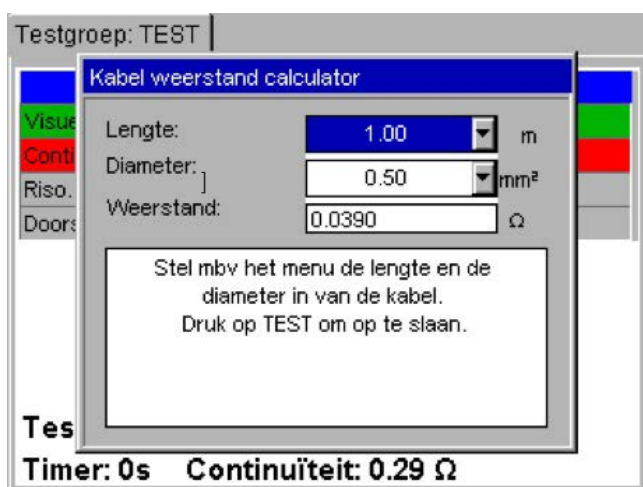 Testgroep: TEST
Kabel weerstand calculator
Visue
Lengte: 1.00 m
Conti
Diameter: ] 0.50 mm²
Riso.
Weerstand: 0.0390 Ω
Doors
Stel mbv het menu de lengte en de
diameter in van de kabel.
Druk op TEST om op te slaan.
Tes
Timer: 0s Continuïteit: 0.29 Ω